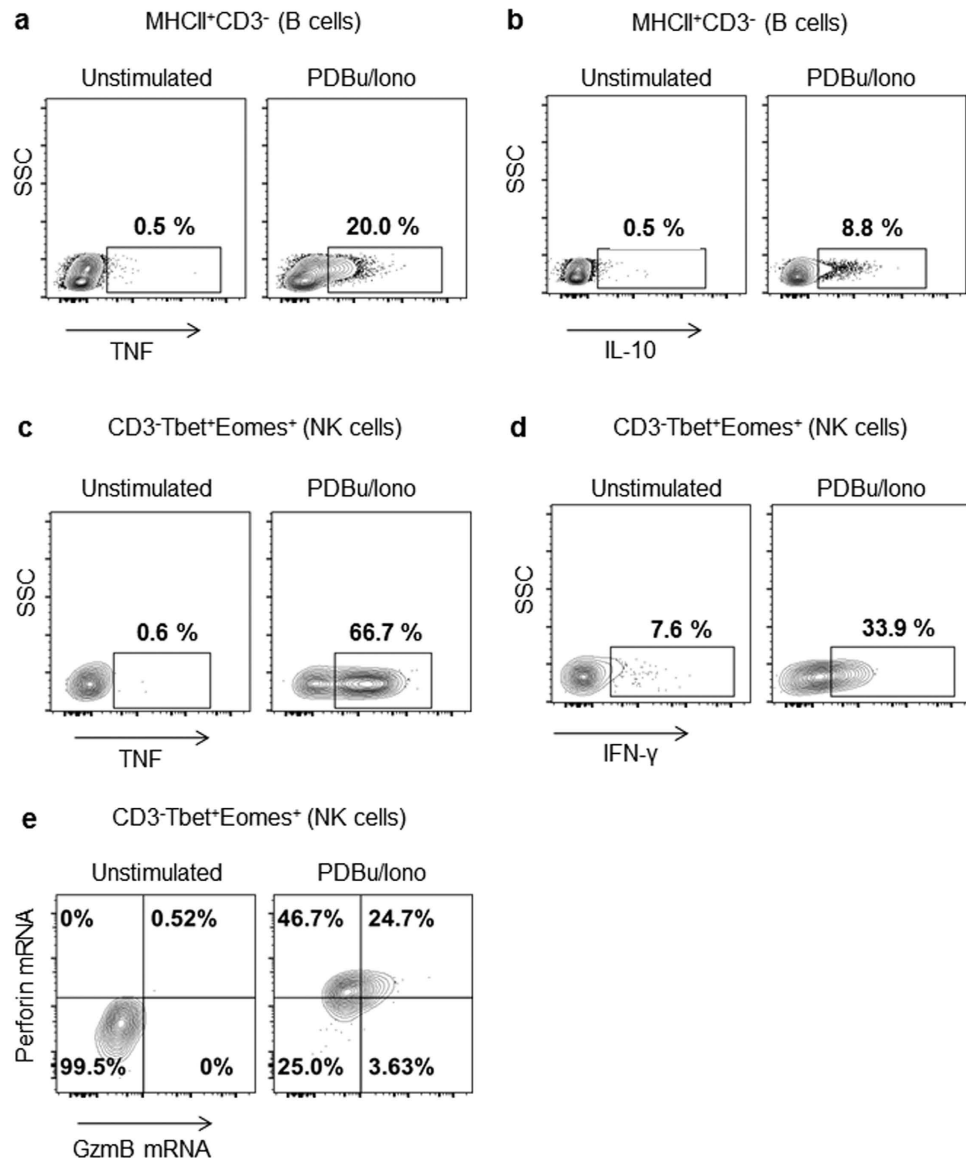 a
MHCII⁺CD3- (B cells)
Unstimulated
PDBu/Iono
SSC
0.5 %
20.0 %
TNF
b
MHCII⁺CD3- (B cells)
Unstimulated
PDBu/Iono
SSC
0.5 %
8.8 %
IL-10
c
CD3-Tbet⁺Eomes⁺ (NK cells)
Unstimulated
PDBu/Iono
SSC
0.6 %
66.7 %
TNF
d
CD3-Tbet⁺Eomes⁺ (NK cells)
Unstimulated
PDBu/Iono
SSC
7.6 %
33.9 %
IFN-γ
e
CD3-Tbet⁺Eomes⁺ (NK cells)
Unstimulated
PDBu/Iono
Perforin mRNA
0%
0.52%
99.5%
0%
46.7%
24.7%
25.0%
3.63%
GzmB mRNA